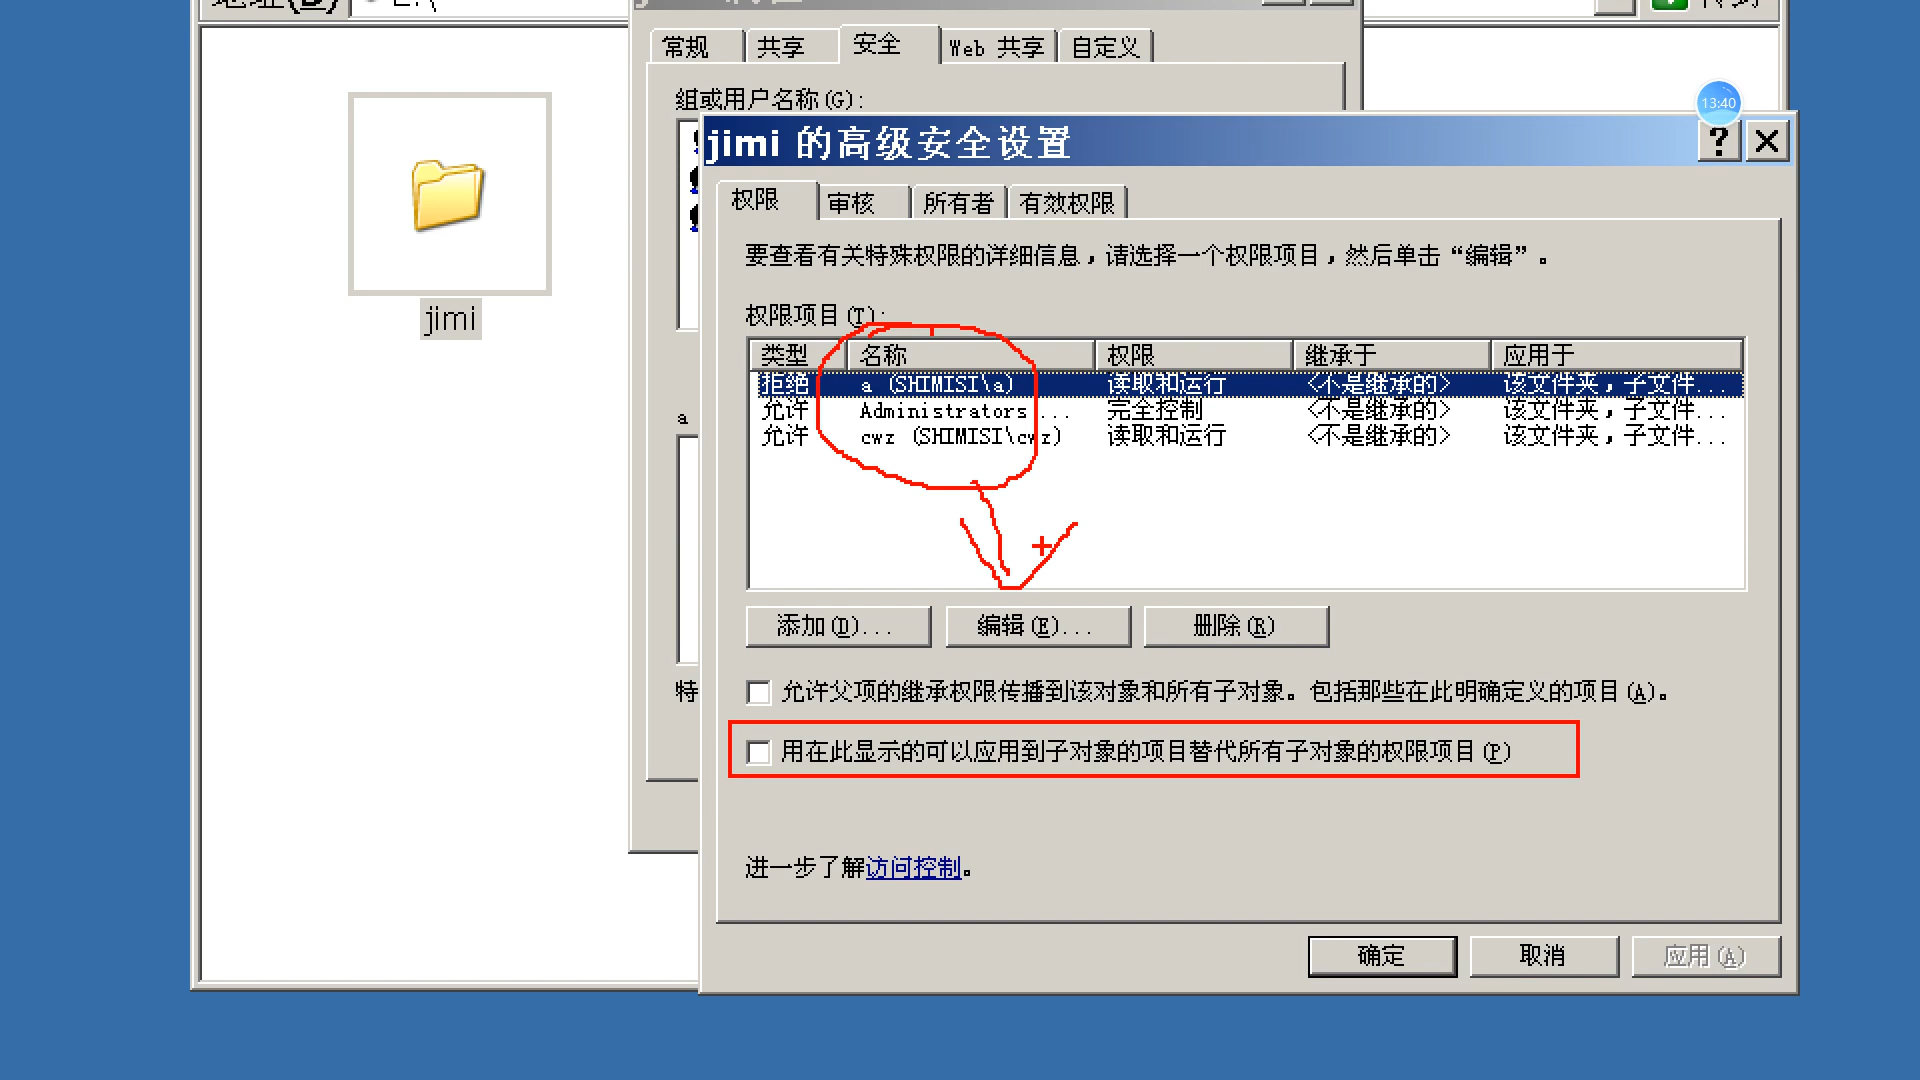 地址(D)
E:\
转到
常规
共享
安全
Web 共享
自定义
组或用户名称(G):
13:40
jimi 的高级安全设置
权限
审核
所有者
有效权限
要查看有关特殊权限的详细信息，请选择一个权限项目，然后单击“编辑”。
jimi
权限项目(T):
类型 名称 权限 继承于 应用于
拒绝 a (SHIMISI\a) 读取和运行 <不是继承的> 该文件夹，子文件...
允许 Administrators ... 完全控制 <不是继承的> 该文件夹，子文件...
允许 cwz (SHIMISI\cwz) 读取和运行 <不是继承的> 该文件夹，子文件...
a
添加(D)...
编辑(E)...
删除(R)
特
允许父项的继承权限传播到该对象和所有子对象。包括那些在此明确定义的项目(A)。
用在此显示的可以应用到子对象的项目替代所有子对象的权限项目(P)
进一步了解访问控制。
确定
取消
应用(A)